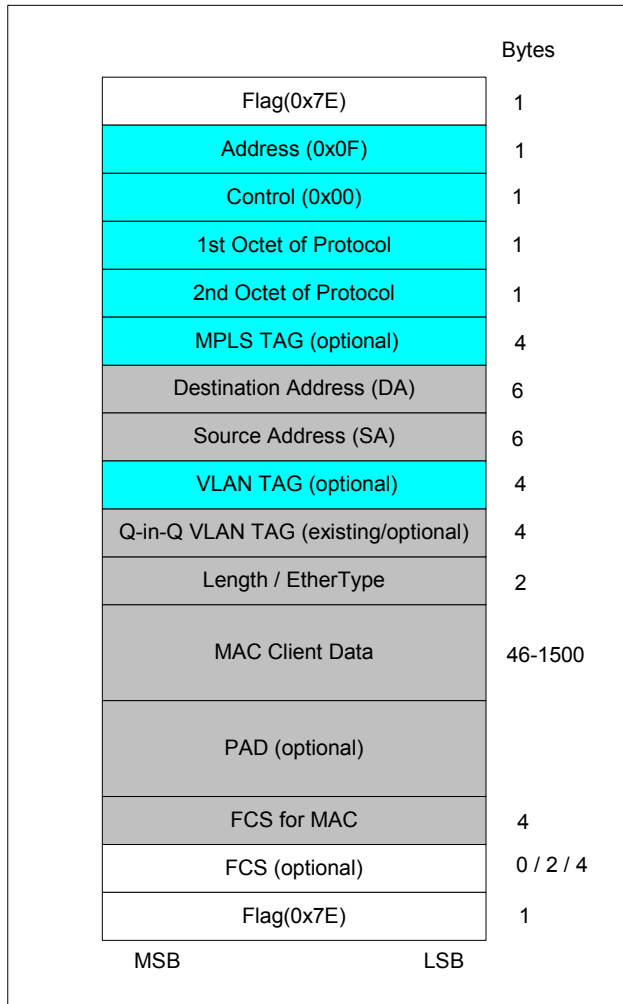 Bytes
Flag(0x7E) 1
Address (0x0F) 1
Control (0x00) 1
1st Octet of Protocol 1
2nd Octet of Protocol 1
MPLS TAG (optional) 4
Destination Address (DA) 6
Source Address (SA) 6
VLAN TAG (optional) 4
Q-in-Q VLAN TAG (existing/optional) 4
Length / EtherType 2
MAC Client Data 46-1500
PAD (optional)
FCS for MAC 4
FCS (optional) 0 / 2 / 4
Flag(0x7E) 1
MSB LSB